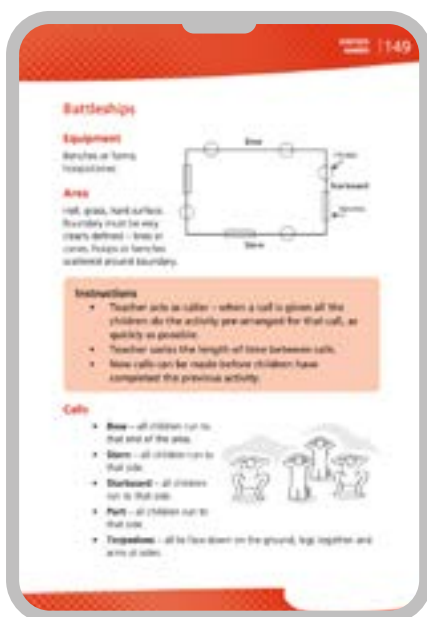 149
Battleships
Equipment
Benches or forms,
hoops/cones
Area
Hall, grass, hard surface.
Boundary must be very
clearly defined – lines or
cones, hoops or benches
scattered around boundary.
Bow
Starboard
Stern
Instructions
• Teacher acts as caller – when a call is given all the
children do the activity pre-arranged for that call, as
quickly as possible.
• Teacher varies the length of time between calls.
• New calls can be made before children have
completed the previous activity.
Calls
• Bow – all children run to
that end of the area.
• Stern – all children run to
that side.
• Starboard – all children
run to that side.
• Port – all children run to
that side.
• Torpedoes – all lie face down on the ground, legs together and
arms at sides.